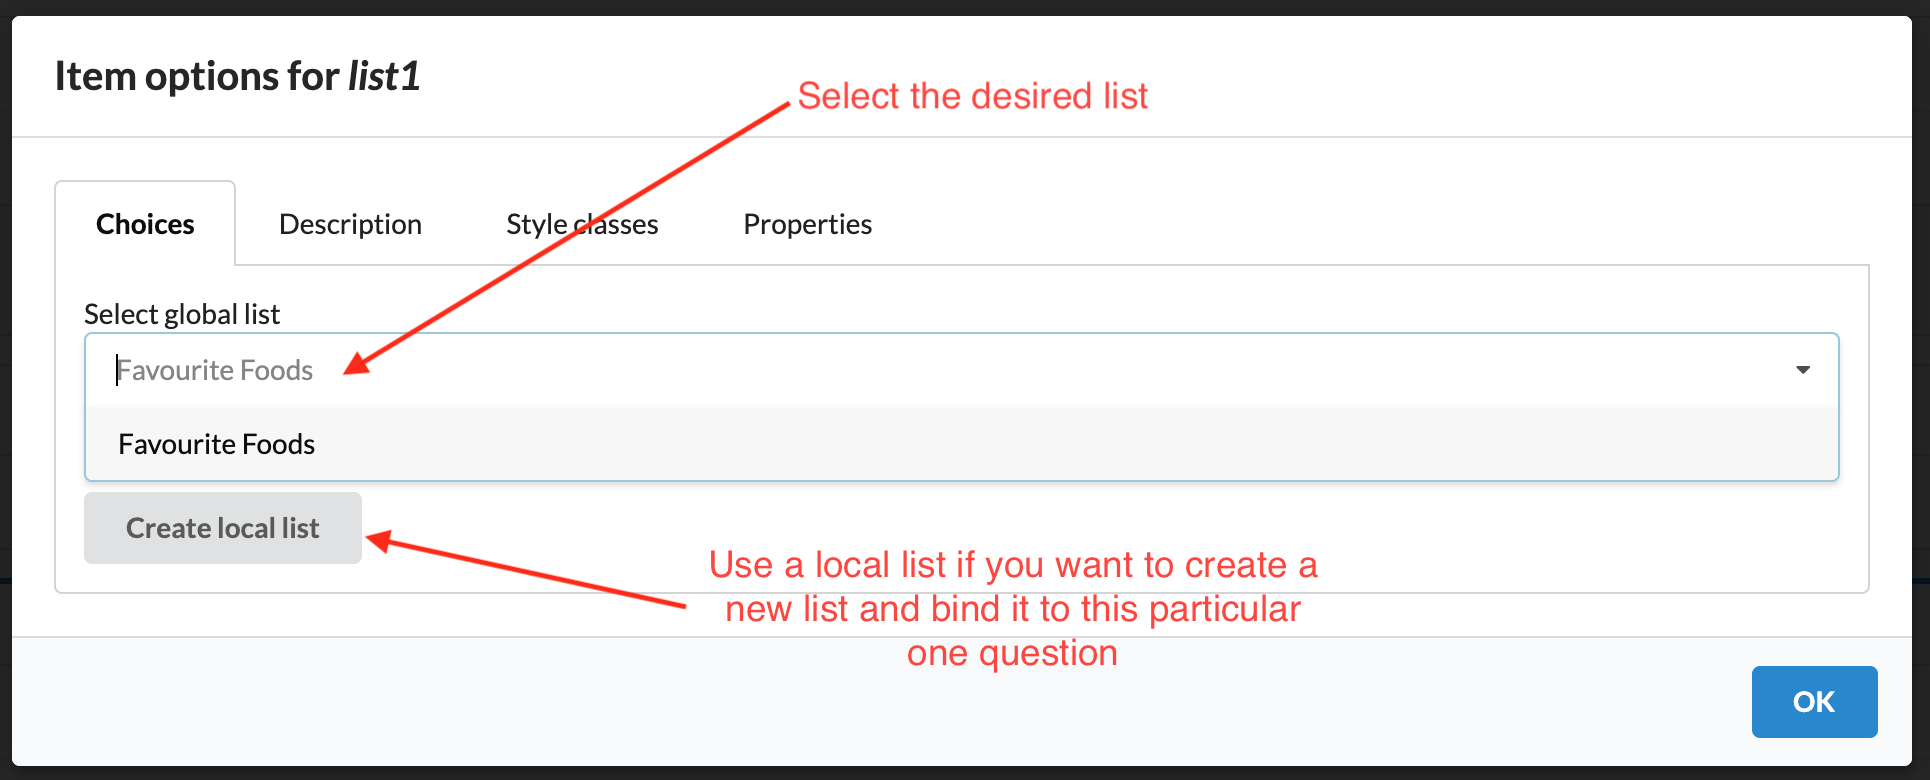 Item options for list1
Select the desired list
Choices
Description
Style classes
Properties
Select global list
Favourite Foods
Favourite Foods
Create local list
Use a local list if you want to create a
new list and bind it to this particular
one question
OK